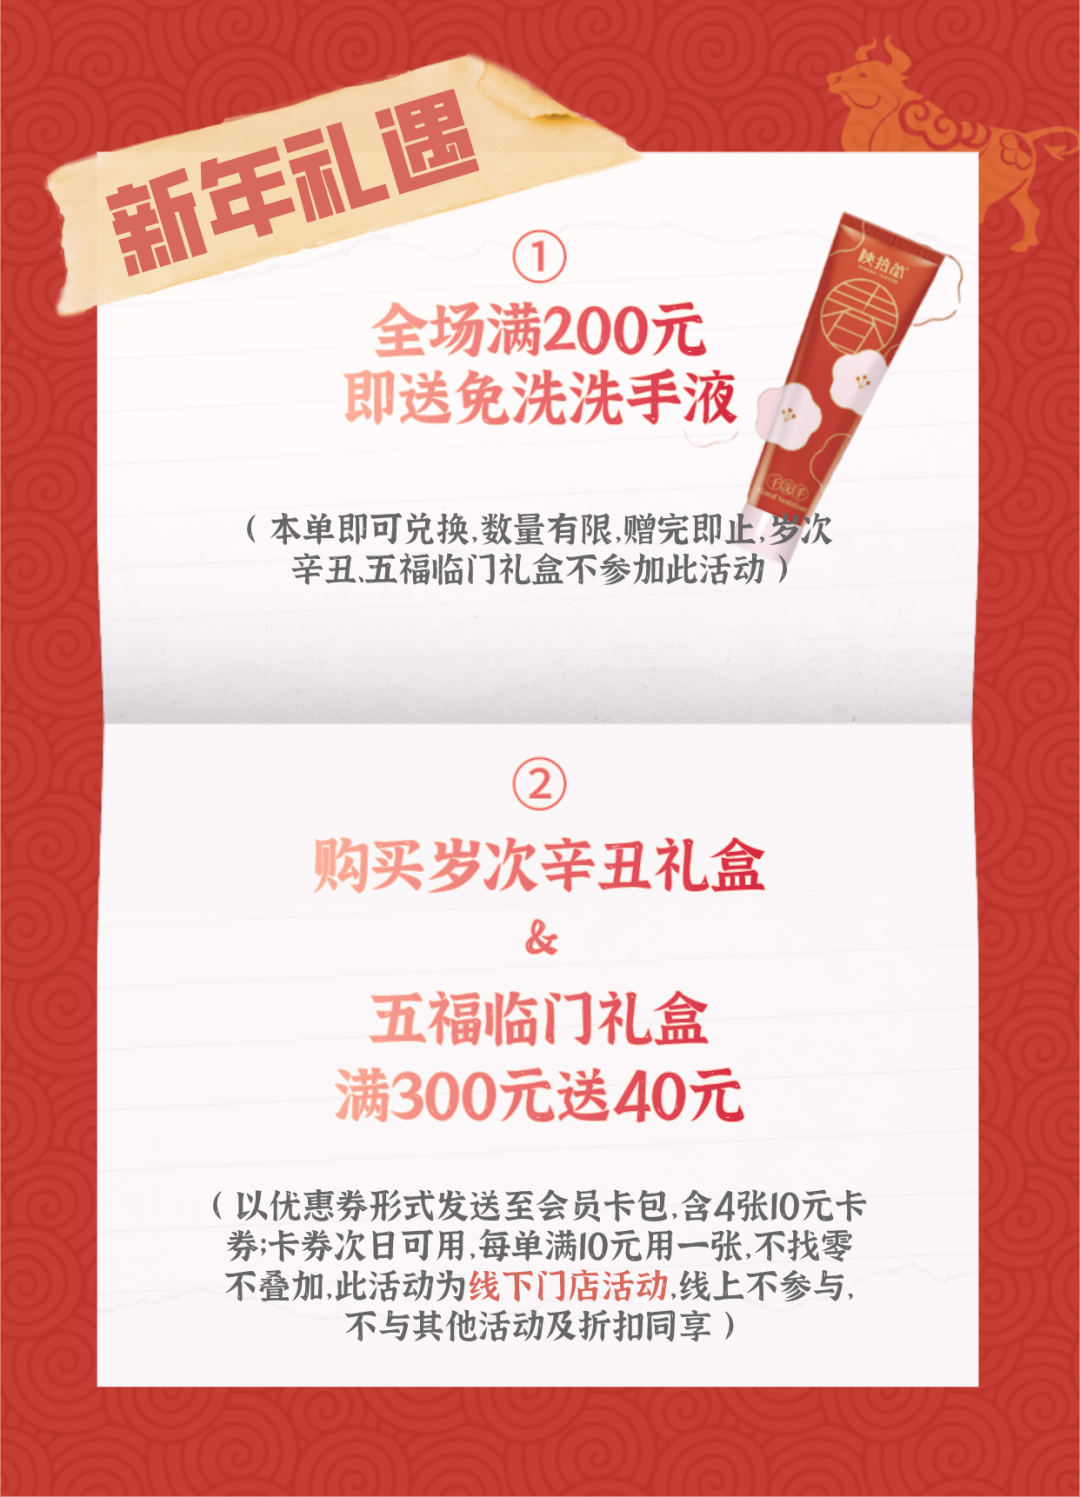 新年礼遇
①
全场满200元
即送免洗洗手液
陕拾叁
春
（本单即可兑换,数量有限,赠完即止,岁次
辛丑、五福临门礼盒不参加此活动）
②
购买岁次辛丑礼盒
&
五福临门礼盒
满300元送40元
（以优惠券形式发送至会员卡包,含4张10元卡
券;卡券次日可用,每单满10元用一张,不找零
不叠加,此活动为线下门店活动,线上不参与,
不与其他活动及折扣同享）